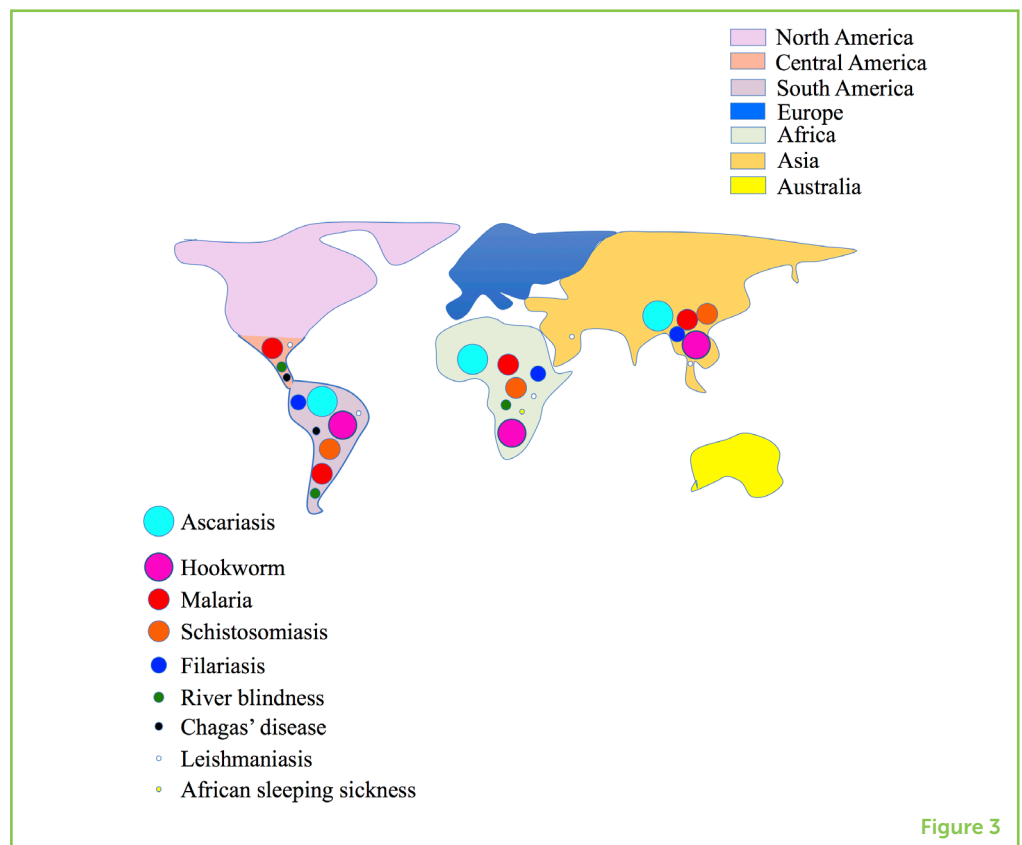 North America
Central America
South America
Europe
Africa
Asia
Australia
Ascariasis
Hookworm
Malaria
Schistosomiasis
Filariasis
River blindness
Chagas’ disease
Leishmaniasis
African sleeping sickness
Figure 3